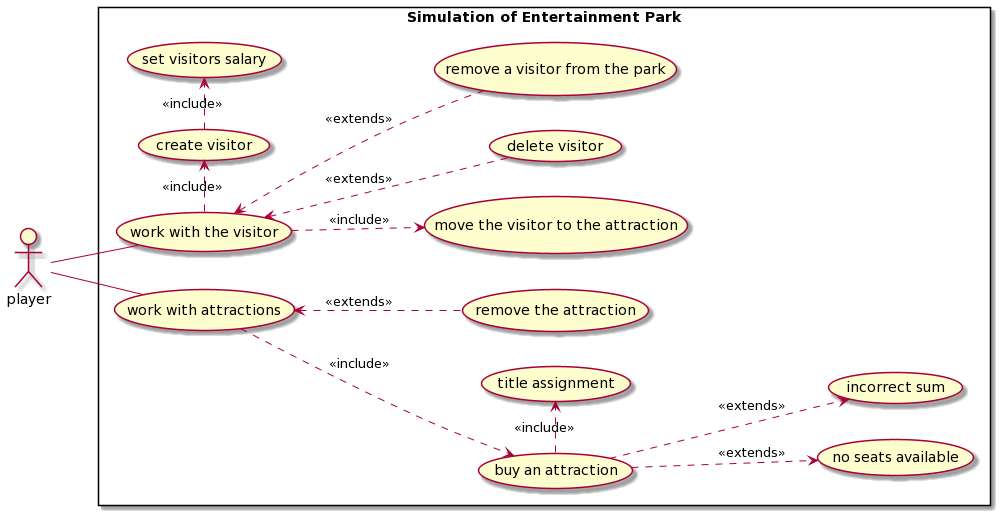 Simulation of Entertainment Park
set visitors salary
remove a visitor from the park
«include»
«extends»
create visitor
delete visitor
«include»
«extends»
work with the visitor
«include»
move the visitor to the attraction
player
work with attractions
«extends»
remove the attraction
«include»
title assignment
incorrect sum
«include»
«extends»
buy an attraction
«extends»
no seats available